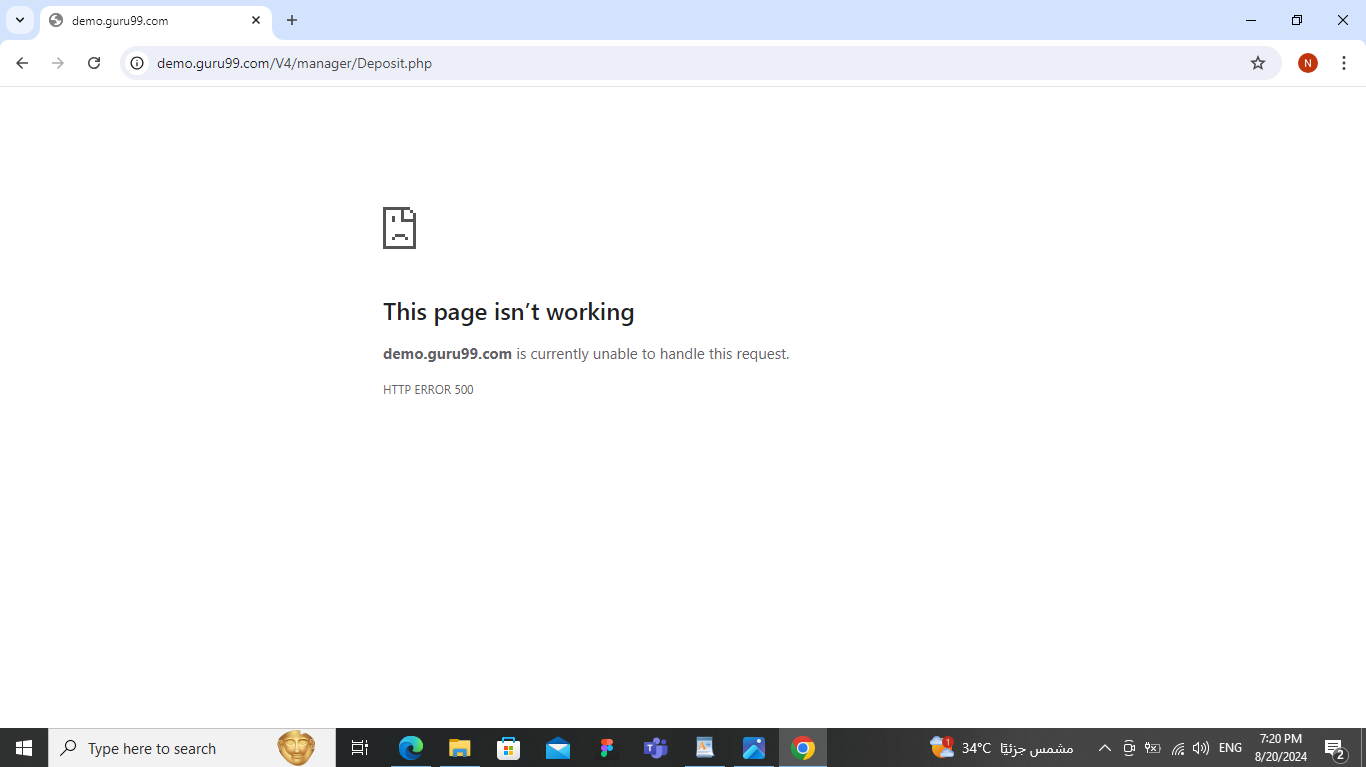 demo.guru99.com
demo.guru99.com/V4/manager/Deposit.php
N
This page isn't working
demo.guru99.com is currently unable to handle this request.
HTTP ERROR 500
Type here to search
1
34°C مشمس جزئيًا
ENG
7:20 PM
8/20/2024
2